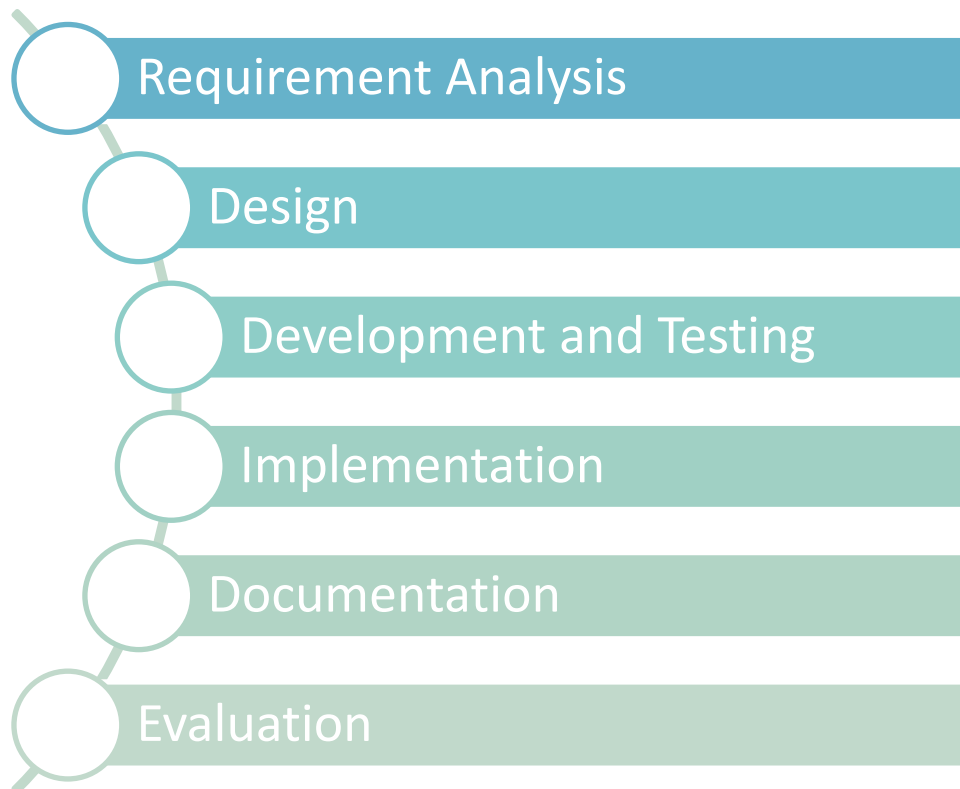 Requirement Analysis
Design
Development and Testing
Implementation
Documentation
Evaluation